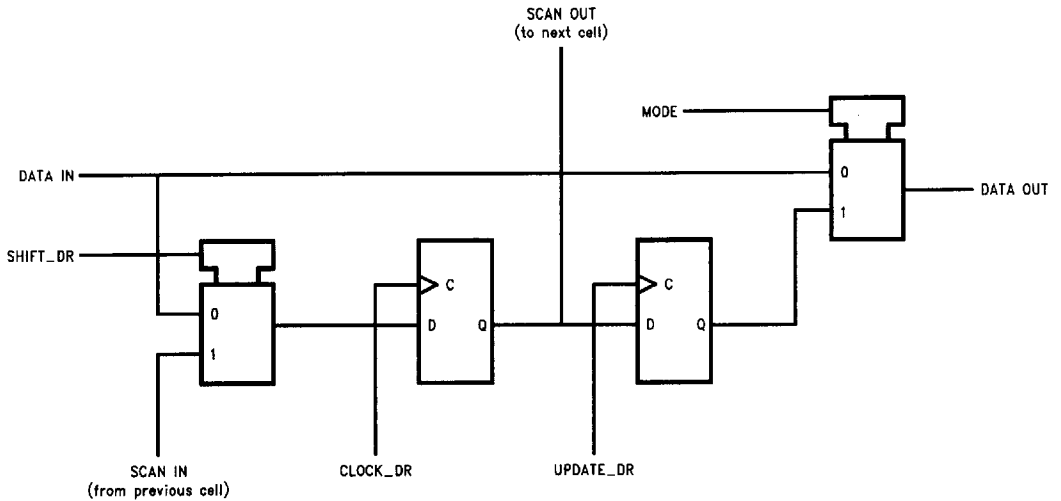 SCAN OUT
(to next cell)
MODE
DATA IN
0
DATA OUT
1
SHIFT_DR
C
C
0
D
Q
D
Q
1
SCAN IN
(from previous cell)
CLOCK_DR
UPDATE_DR